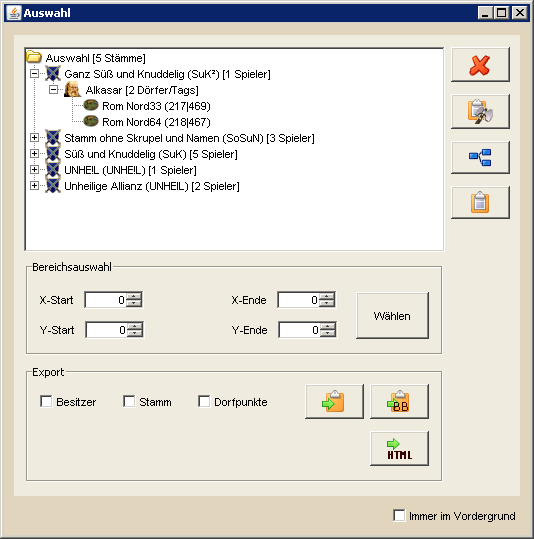 Auswahl
Auswahl [5 Stämme]
Ganz Süß und Knuddelig (SuK²) [1 Spieler]
Alkasar [2 Dörfer/Tags]
Rom Nord33 (217|469)
Rom Nord64 (218|467)
Stamm ohne Skrupel und Namen (SoSuN) [3 Spieler]
Süß und Knuddelig (SuK) [5 Spieler]
UNHEIL (UNHEIL) [1 Spieler]
Unheilige Allianz (UNHEIL) [2 Spieler]
Bereichsauswahl
X-Start 0 X-Ende 0
Wählen
Y-Start 0 Y-Ende 0
Export
Besitzer Stamm Dorfpunkte
BB
HTML
Immer im Vordergrund